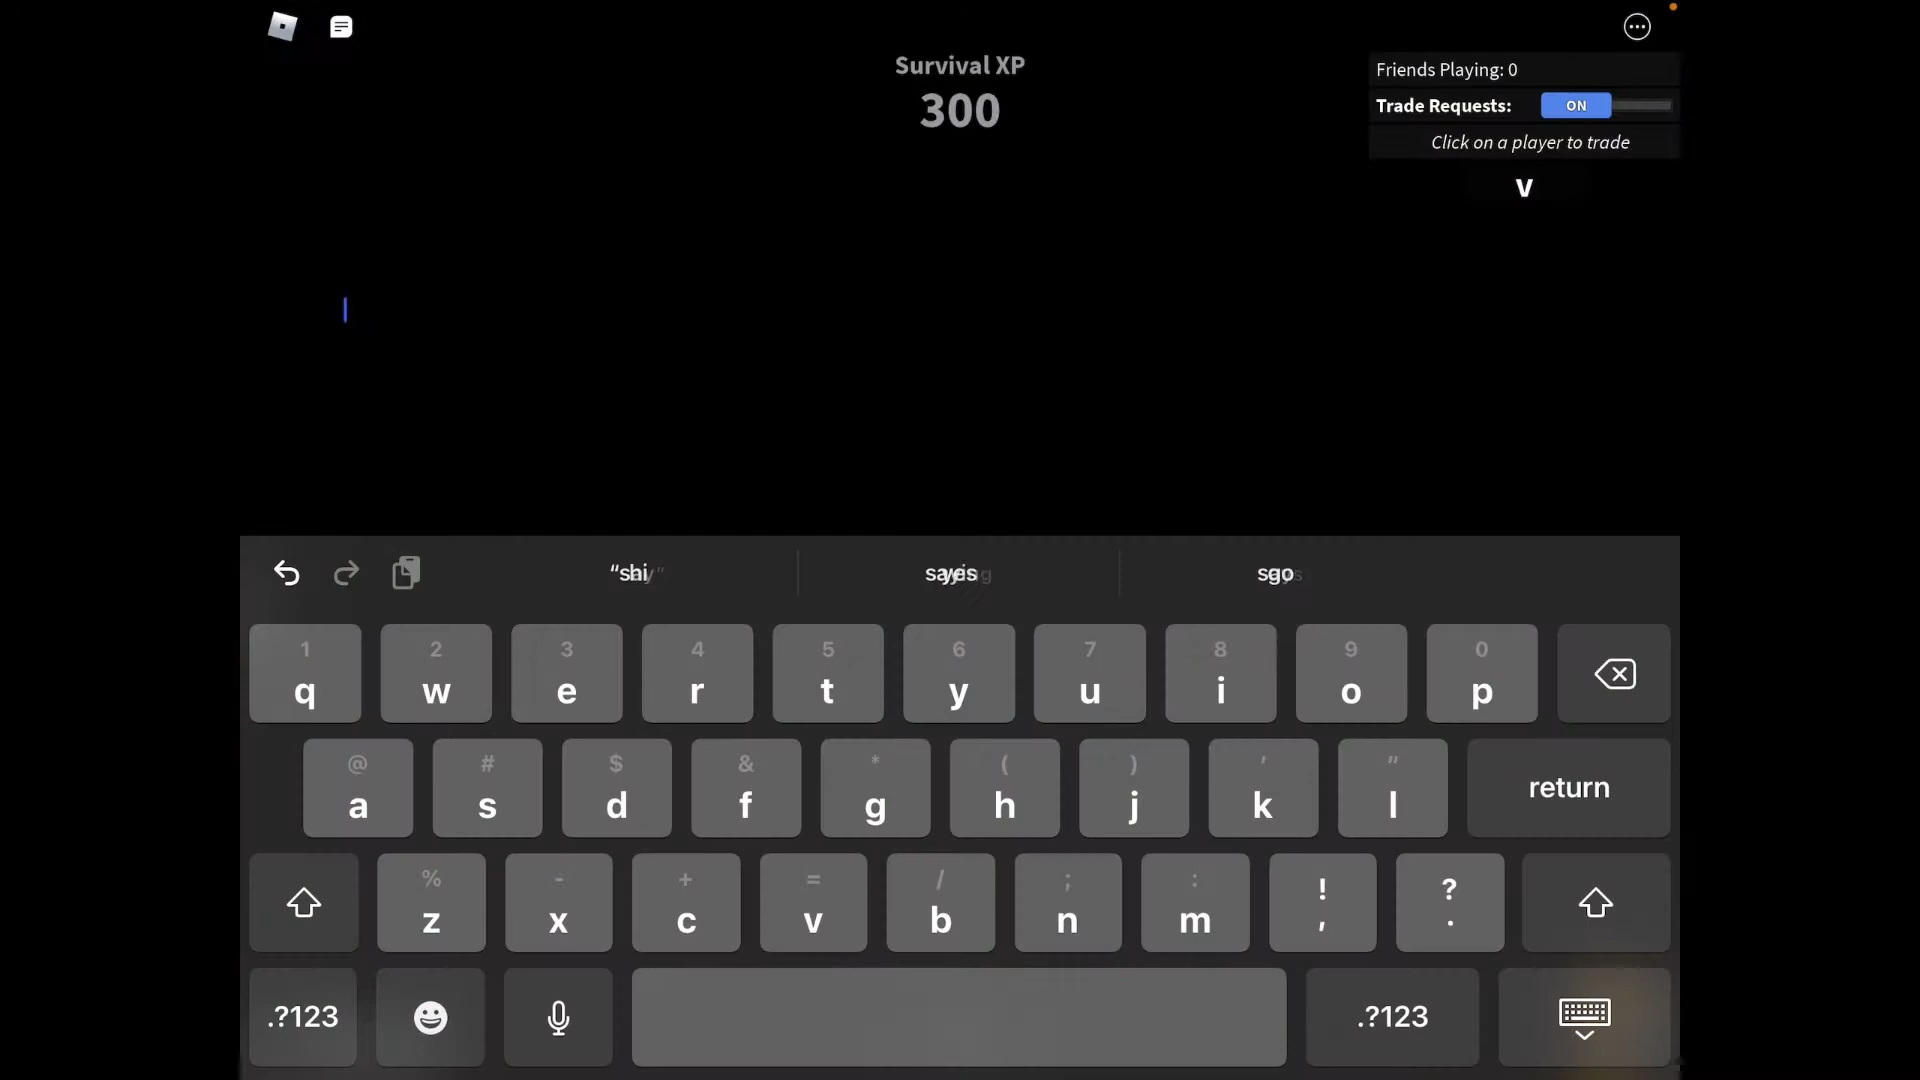 Survival XP
300
Friends Playing: 0
Trade Requests: ON
Click on a player to trade
v
1 2 3 4 5 6 7 8 9 0
q w e r t y u i o p
@ # $ & * ( ) ' "
a s d f g h j k l return
% - + = / ; : ! ?
z x c v b n m , .
.?123 .?123